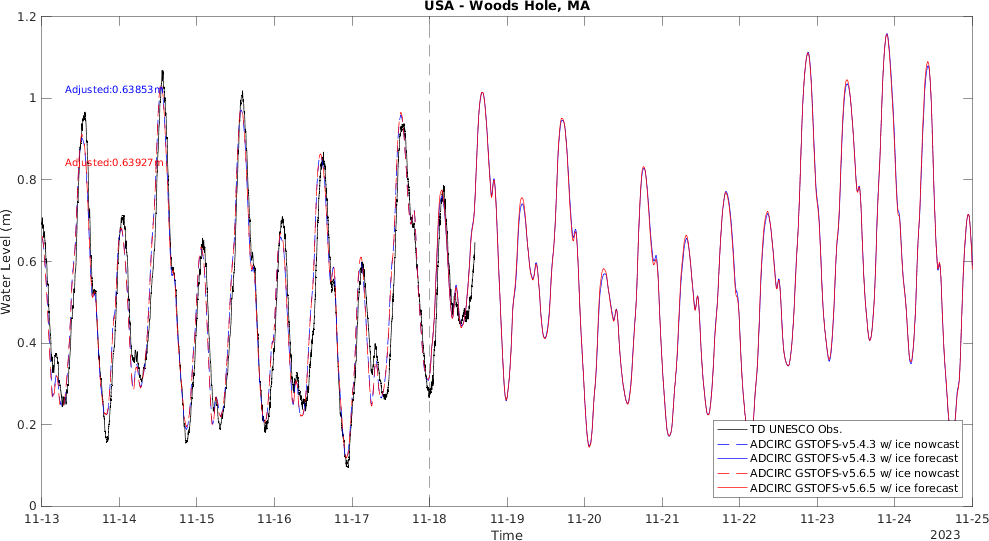 USA - Woods Hole, MA
1.2
1
0.8
0.6
0.4
0.2
0
Water Level (m)
Adjusted:0.63853m
Adjusted:0.63927m
TD UNESCO Obs.
ADCIRC GSTOFS-v5.4.3 w/ ice nowcast
ADCIRC GSTOFS-v5.4.3 w/ ice forecast
ADCIRC GSTOFS-v5.6.5 w/ ice nowcast
ADCIRC GSTOFS-v5.6.5 w/ ice forecast
11-13 11-14 11-15 11-16 11-17 11-18 11-19 11-20 11-21 11-22 11-23 11-24 11-25
Time
2023